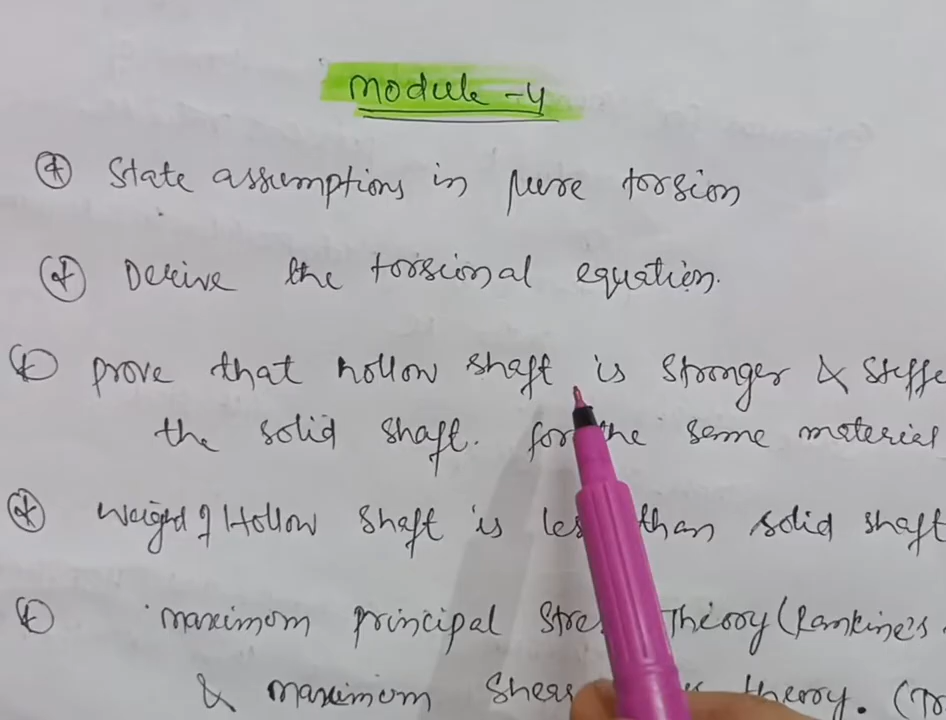 Module - 4
State assumptions in pure torsion
Derive the torsional equation.
prove that hollow shaft is stronger & stiffe
the solid shaft. for the same material
weight of Hollow shaft is less than solid shaft
maximum principal Stre Theory (Rankine's
& maximum Shear theory. (Tr